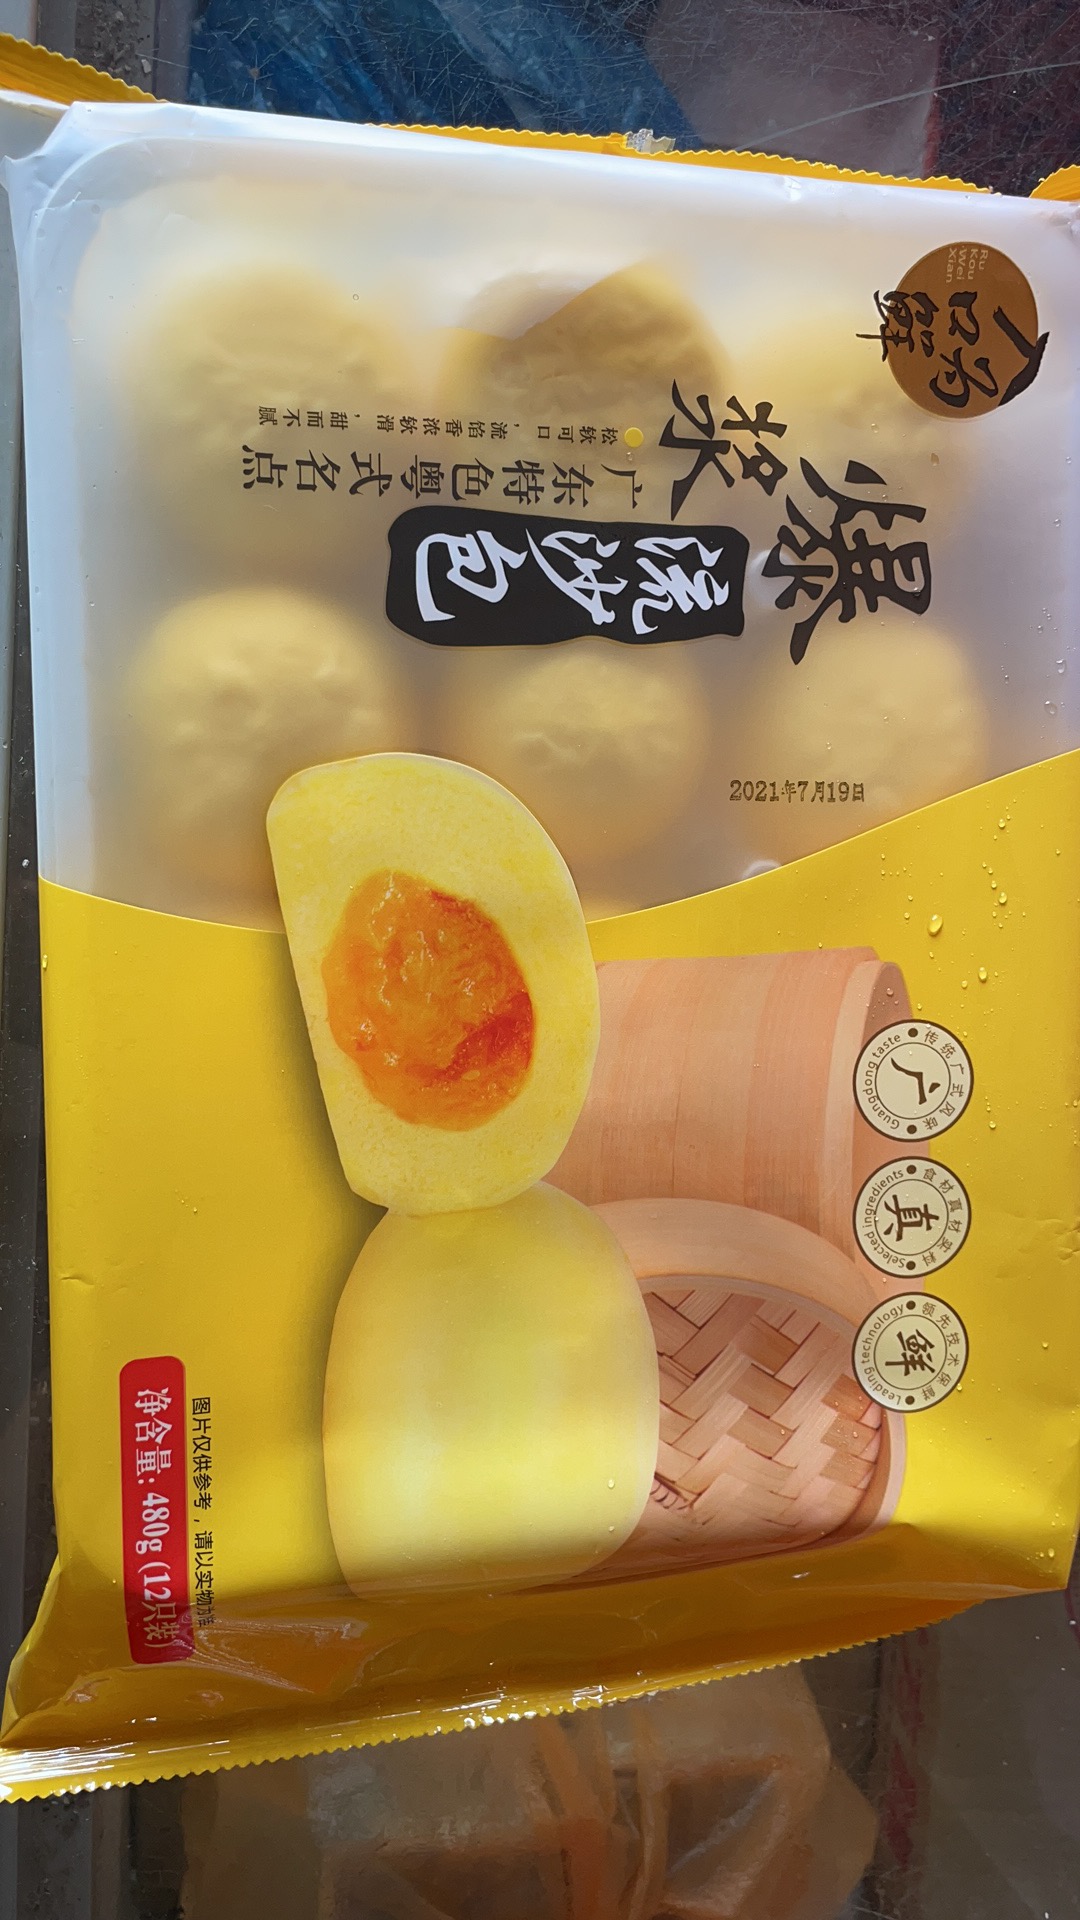 入口为鲜
Ru
Kou
Wei
Xian
爆浆
流沙包
广东特色粤式名点
松软可口，流馅香浓软滑，甜而不腻
2021年7月19日
传统广式风味
广
Guangdong taste
食材真材实料
真
Selected ingredients
领先技术保鲜
鲜
Leading technology
图片仅供参考，请以实物为准
净含量：480g (12只装)